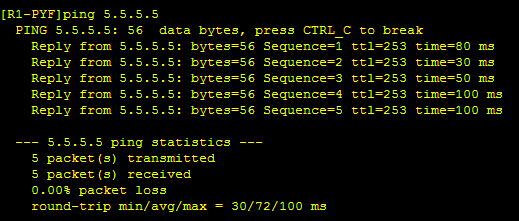 [R1-PYF]ping 5.5.5.5
PING 5.5.5.5: 56  data bytes, press CTRL_C to break
Reply from 5.5.5.5: bytes=56 Sequence=1 ttl=253 time=80 ms
Reply from 5.5.5.5: bytes=56 Sequence=2 ttl=253 time=30 ms
Reply from 5.5.5.5: bytes=56 Sequence=3 ttl=253 time=50 ms
Reply from 5.5.5.5: bytes=56 Sequence=4 ttl=253 time=100 ms
Reply from 5.5.5.5: bytes=56 Sequence=5 ttl=253 time=100 ms
--- 5.5.5.5 ping statistics ---
5 packet(s) transmitted
5 packet(s) received
0.00% packet loss
round-trip min/avg/max = 30/72/100 ms